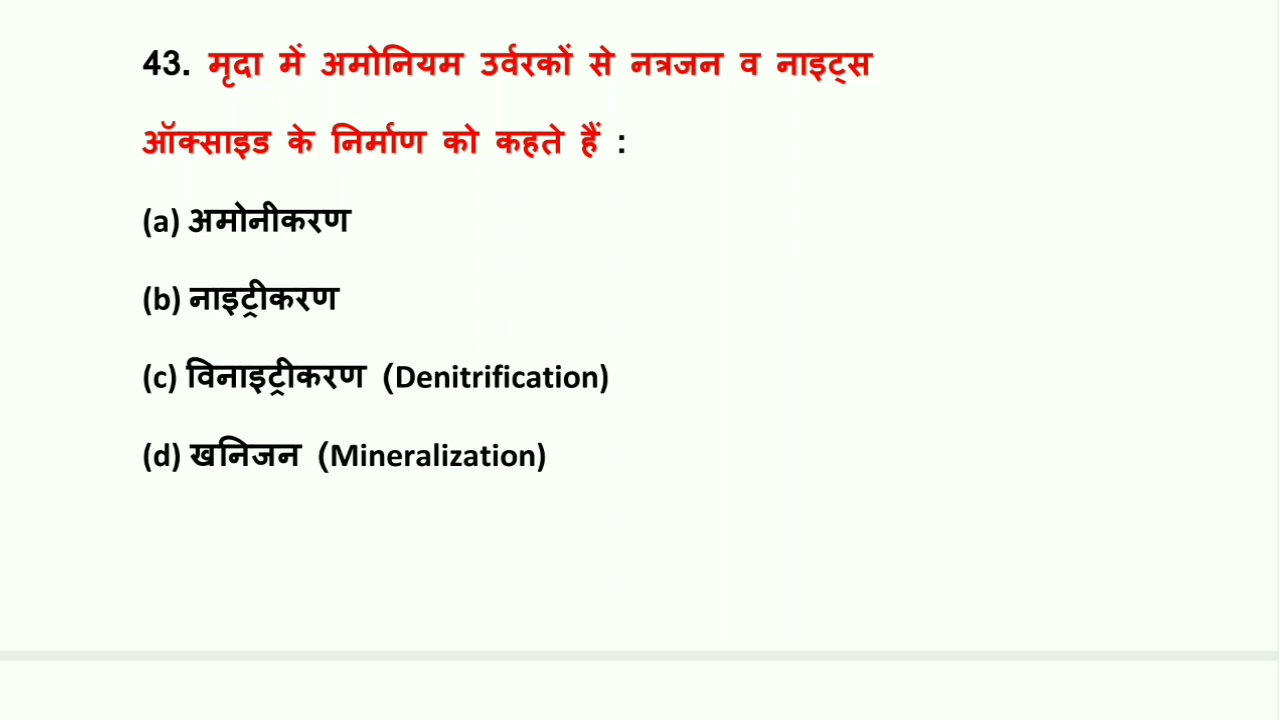 43. मृदा में अमोनियम उर्वरकों से नत्रजन व नाइट्स
ऑक्साइड के निर्माण को कहते हैं :
(a) अमोनीकरण
(b) नाइट्रीकरण
(c) विनाइट्रीकरण (Denitrification)
(d) खनिजन (Mineralization)